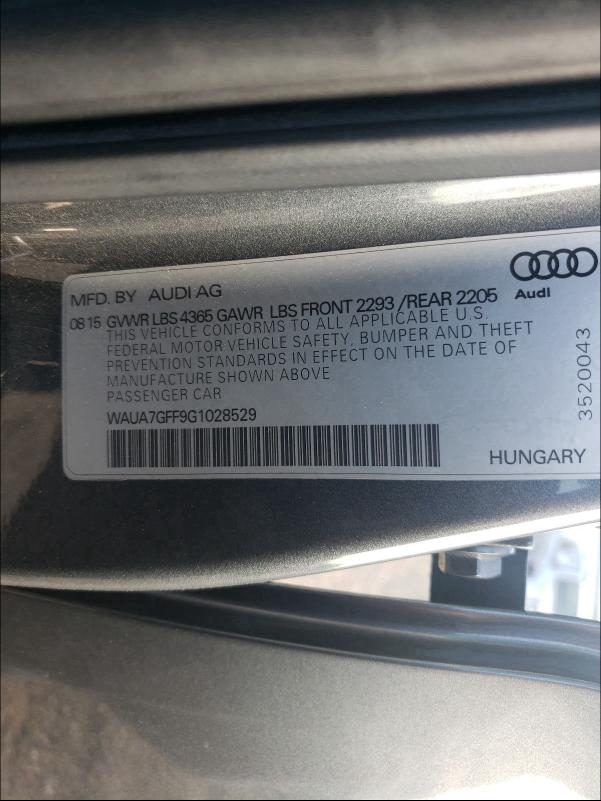 MFD. BY AUDI AG
Audi
08 15 GVWR LBS 4365 GAWR LBS FRONT 2293 /REAR 2205
THIS VEHICLE CONFORMS TO ALL APPLICABLE U.S.
FEDERAL MOTOR VEHICLE SAFETY, BUMPER AND THEFT
PREVENTION STANDARDS IN EFFECT ON THE DATE OF
MANUFACTURE SHOWN ABOVE
PASSENGER CAR
WAUA7GFF9G1028529
3520043
HUNGARY